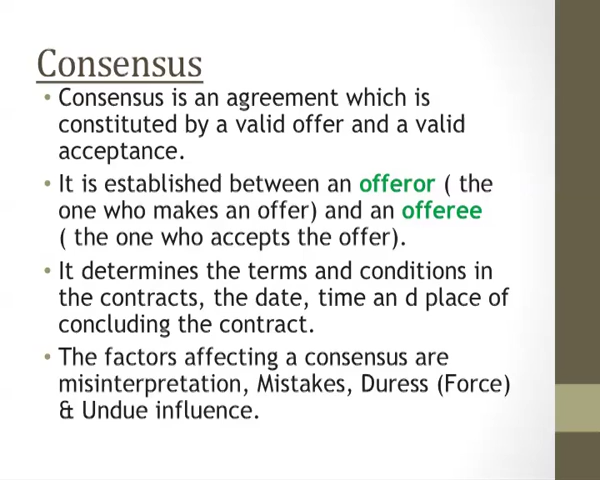 Consensus
• Consensus is an agreement which is
constituted by a valid offer and a valid
acceptance.
• It is established between an offeror ( the
one who makes an offer) and an offeree
( the one who accepts the offer).
• It determines the terms and conditions in
the contracts, the date, time an d place of
concluding the contract.
• The factors affecting a consensus are
misinterpretation, Mistakes, Duress (Force)
& Undue influence.